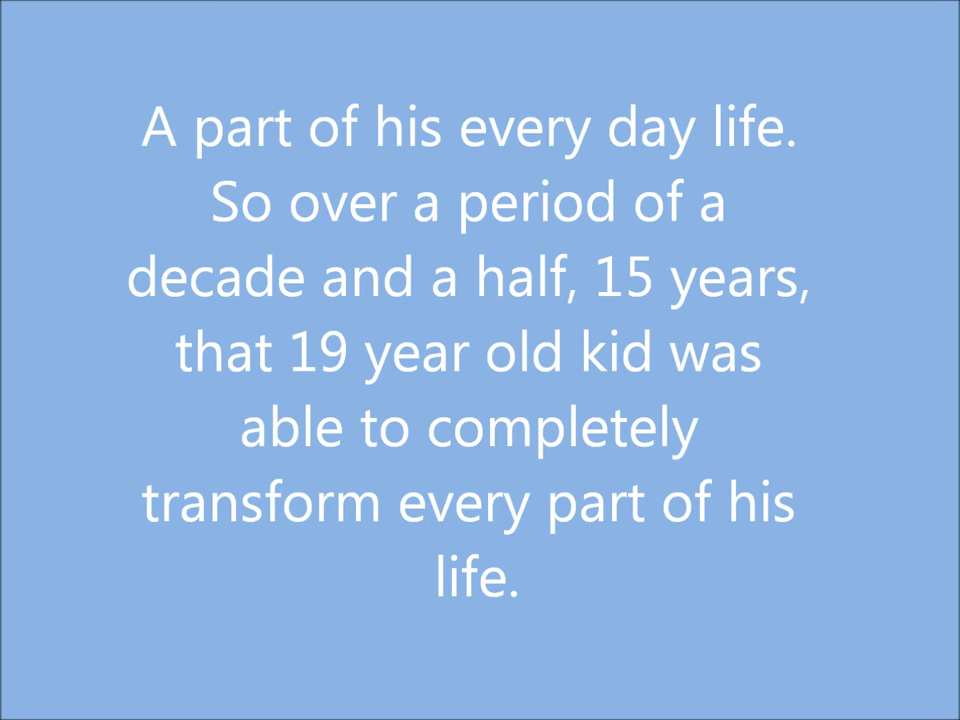 A part of his every day life.
So over a period of a
decade and a half, 15 years,
that 19 year old kid was
able to completely
transform every part of his
life.